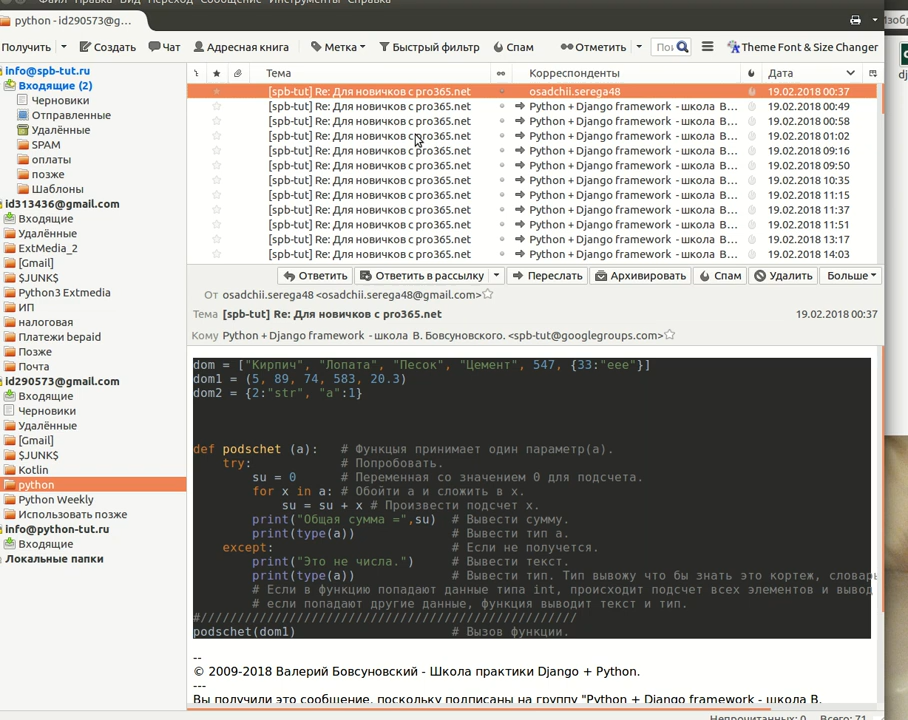 Правка Вид Переход Сообщение Инструменты Справка
python - id290573@g...
Получить Создать Чат Адресная книга Метка Быстрый фильтр Спам Отметить Theme Font & Size Changer
info@spb-tut.ru
Входящие (2)
Черновики
Отправленные
Удалённые
SPAM
оплаты
позже
Шаблоны
id313436@gmail.com
Входящие
Удалённые
ExtMedia_2
[Gmail]
$JUNK$
Python3 Extmedia
ИП
налоговая
Платежи bepaid
Позже
Почта
id290573@gmail.com
Входящие
Черновики
Удалённые
[Gmail]
$JUNK$
Kotlin
python
Python Weekly
Использовать позже
info@python-tut.ru
Входящие
Локальные папки
Тема Корреспонденты Дата
[spb-tut] Re: Для новичков с pro365.net osadchii.serega48 19.02.2018 00:37
[spb-tut] Re: Для новичков с pro365.net Python + Django framework - школа В... 19.02.2018 00:49
[spb-tut] Re: Для новичков с pro365.net Python + Django framework - школа В... 19.02.2018 00:58
[spb-tut] Re: Для новичков с pro365.net Python + Django framework - школа В... 19.02.2018 01:02
[spb-tut] Re: Для новичков с pro365.net Python + Django framework - школа В... 19.02.2018 09:16
[spb-tut] Re: Для новичков с pro365.net Python + Django framework - школа В... 19.02.2018 09:50
[spb-tut] Re: Для новичков с pro365.net Python + Django framework - школа В... 19.02.2018 10:35
[spb-tut] Re: Для новичков с pro365.net Python + Django framework - школа В... 19.02.2018 11:15
[spb-tut] Re: Для новичков с pro365.net Python + Django framework - школа В... 19.02.2018 11:37
[spb-tut] Re: Для новичков с pro365.net Python + Django framework - школа В... 19.02.2018 11:51
[spb-tut] Re: Для новичков с pro365.net Python + Django framework - школа В... 19.02.2018 13:17
[spb-tut] Re: Для новичков с pro365.net Python + Django framework - школа В... 19.02.2018 14:03
Ответить Ответить в рассылку Переслать Архивировать Спам Удалить Больше
От osadchii.serega48 <osadchii.serega48@gmail.com>
Тема [spb-tut] Re: Для новичков с pro365.net 19.02.2018 00:37
Кому Python + Django framework - школа В. Бовсуновского. <spb-tut@googlegroups.com>
dom = ["Кирпич", "Лопата", "Песок", "Цемент", 547, {33:"eee"}]
dom1 = (5, 89, 74, 583, 20.3)
dom2 = {2:"str", "a":1}
def podschet (a): # Функцыя принимает один параметр(а).
try: # Попробовать.
su = 0 # Переменная со значением 0 для подсчета.
for x in a: # Обойти а и сложить в х.
su = su + x # Произвести подсчет х.
print("Общая сумма =",su) # Вывести сумму.
print(type(a)) # Вывести тип а.
except: # Если не получется.
print("Это не числа.") # Вывести текст.
print(type(a)) # Вывести тип. Тип вывожу что бы знать это кортеж, словарь
# Если в функцию попадают данные типа int, происходит подсчет всех элементов и вывод
# если попадают другие данные, функция выводит текст и тип.
#///////////////////////////////////////////////////
podschet(dom1) # Вызов функции.
--
© 2009-2018 Валерий Бовсуновский - Школа практики Django + Python.
---
Вы получили это сообщение, поскольку подписаны на группу "Python + Django framework - школа В.
Непрочитанных: 0 Всего: 71